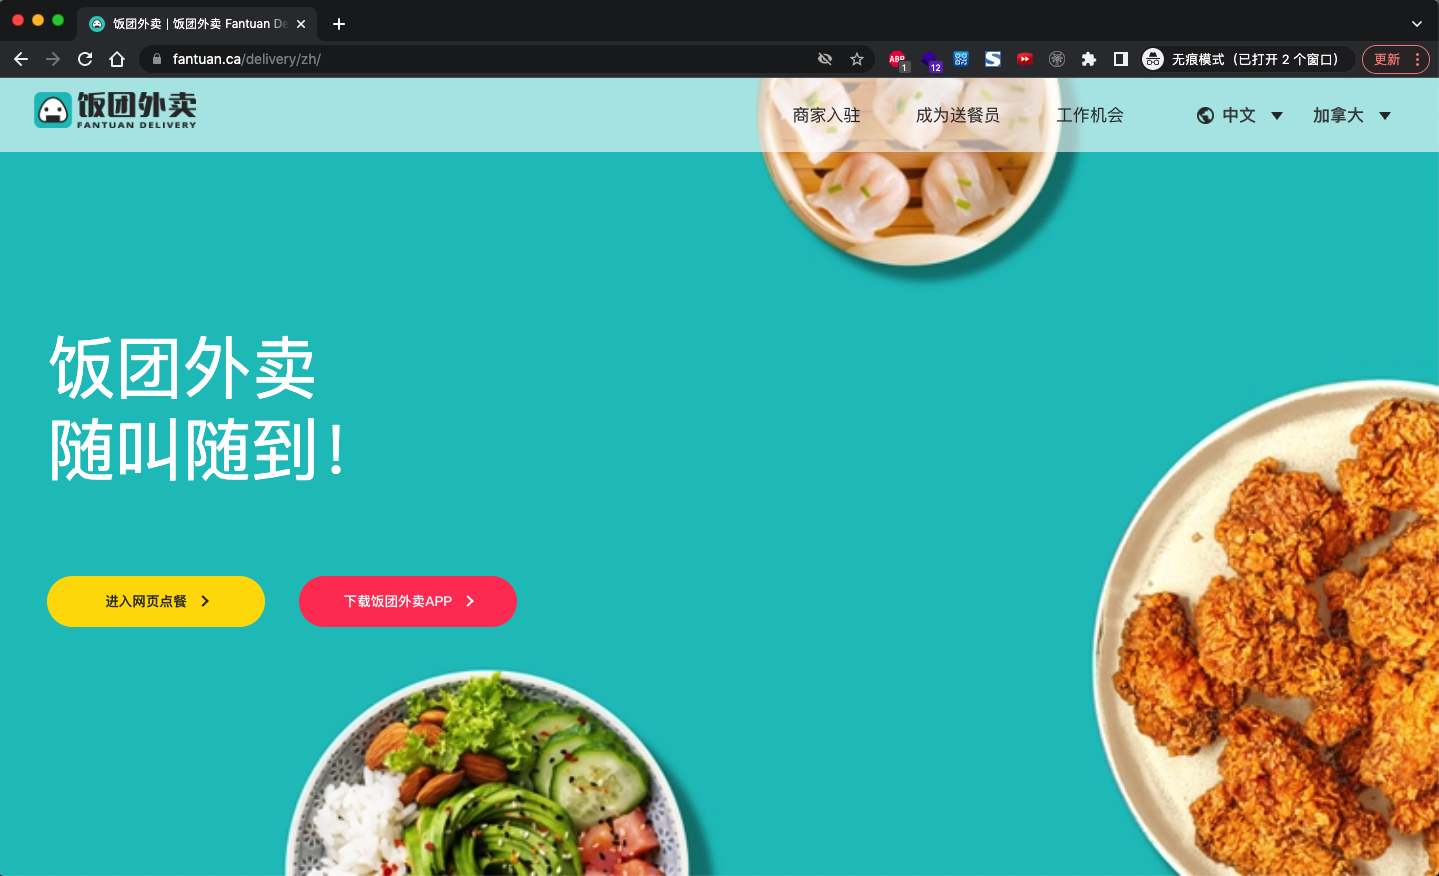 饭团外卖 | 饭团外卖 Fantuan De
fantuan.ca/delivery/zh/
ABP
1
12
无痕模式（已打开 2 个窗口）
更新
饭团外卖
FANTUAN DELIVERY
商家入驻
成为送餐员
工作机会
中文
加拿大
饭团外卖
随叫随到！
进入网页点餐
下载饭团外卖APP